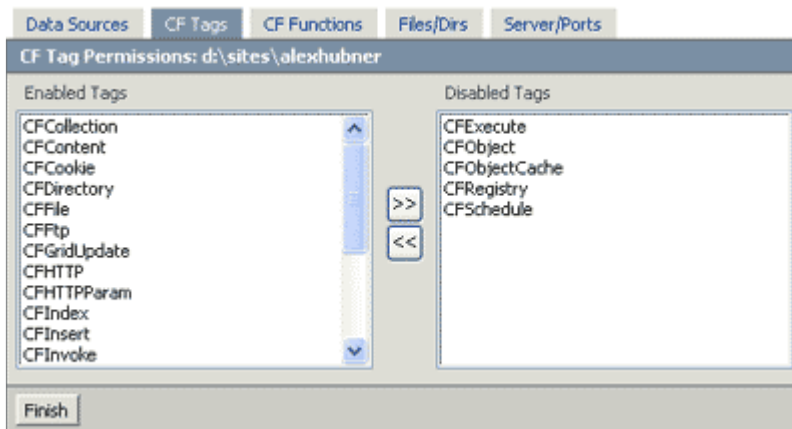 Data Sources CF Tags CF Functions Files/Dirs Server/Ports
CF Tag Permissions: d:\sites\alexhubner
Enabled Tags
CFCollection
CFContent
CFCookie
CFDirectory
CFFile
CFFtp
CFGridUpdate
CFHTTP
CFHTTPParam
CFIndex
CFInsert
CFInvoke
>>
<<
Disabled Tags
CFExecute
CFObject
CFObjectCache
CFRegistry
CFSchedule
Finish